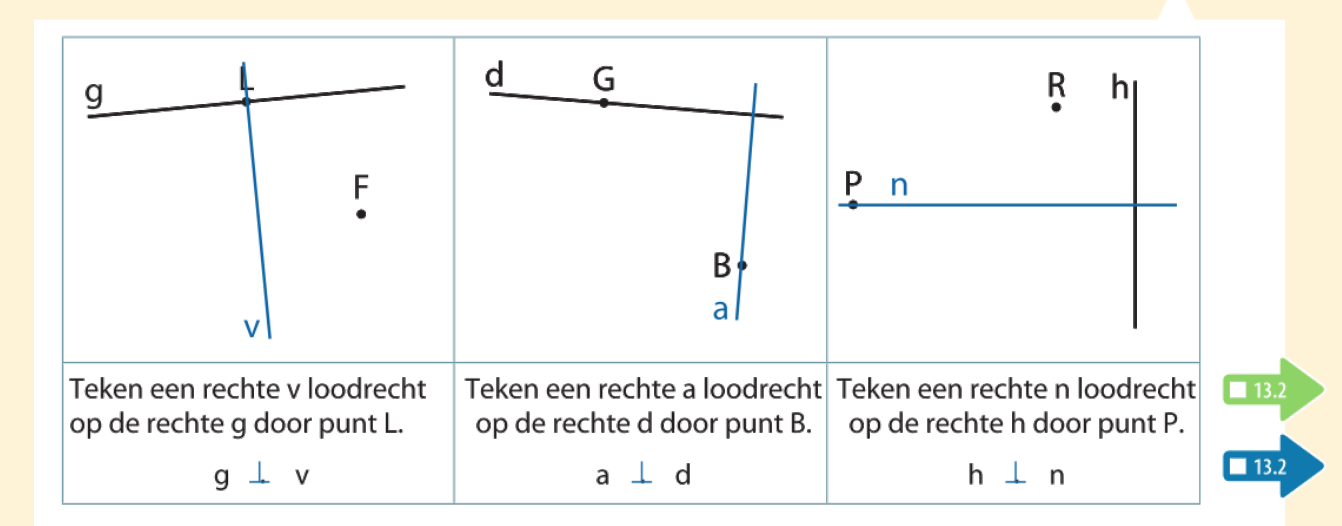 g
L
F
v
d
G
B
a
R
h
P
n
Teken een rechte v loodrecht
op de rechte g door punt L.
g ⊥ v
Teken een rechte a loodrecht
op de rechte d door punt B.
a ⊥ d
Teken een rechte n loodrecht
op de rechte h door punt P.
h ⊥ n
13.2
13.2